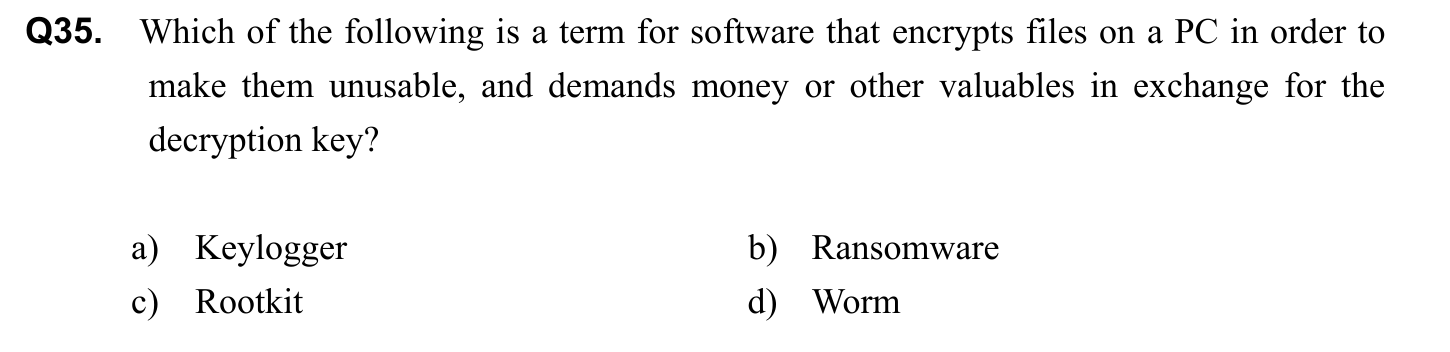 Q35. Which of the following is a term for software that encrypts files on a PC in order to
make them unusable, and demands money or other valuables in exchange for the
decryption key?
a) Keylogger b) Ransomware
c) Rootkit d) Worm